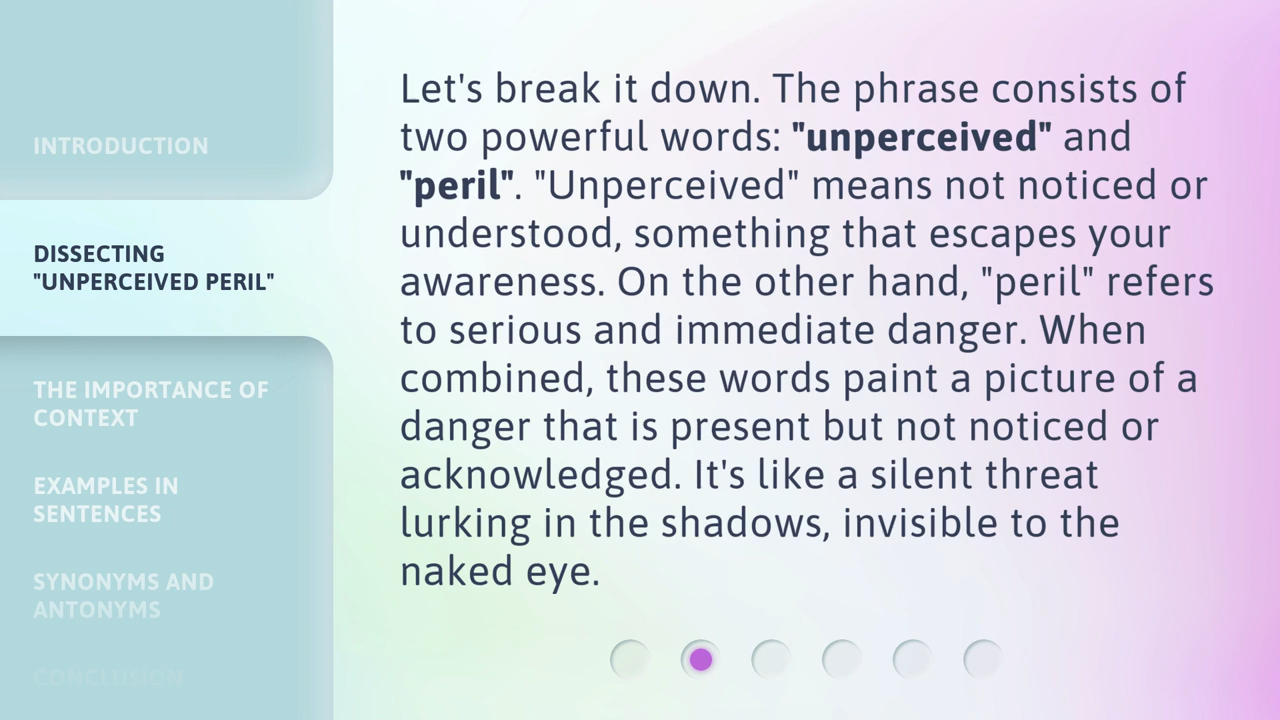 INTRODUCTION
DISSECTING
"UNPERCEIVED PERIL"
THE IMPORTANCE OF
CONTEXT
EXAMPLES IN
SENTENCES
SYNONYMS AND
ANTONYMS
CONCLUSION
Let's break it down. The phrase consists of
two powerful words: "unperceived" and
"peril". "Unperceived" means not noticed or
understood, something that escapes your
awareness. On the other hand, "peril" refers
to serious and immediate danger. When
combined, these words paint a picture of a
danger that is present but not noticed or
acknowledged. It's like a silent threat
lurking in the shadows, invisible to the
naked eye.